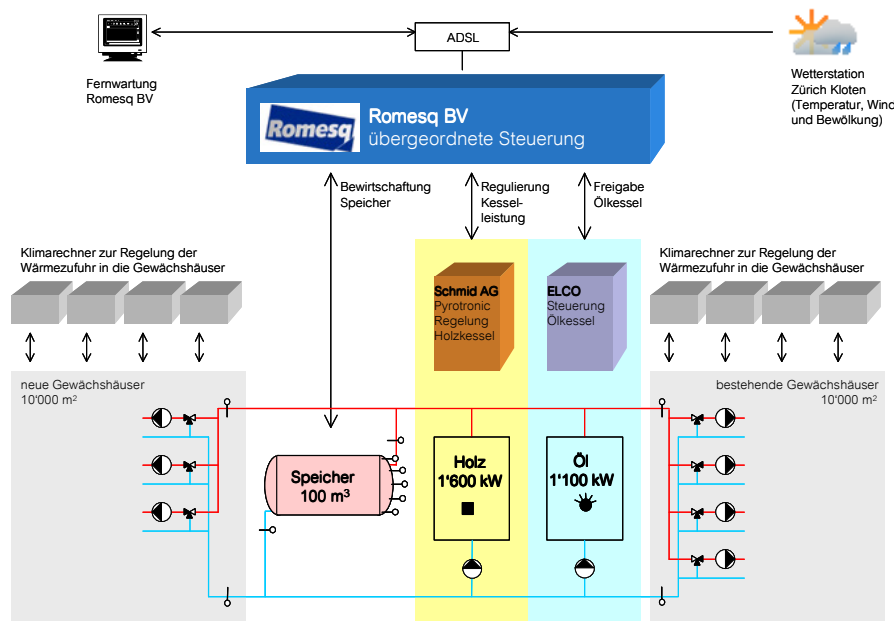 ADSL
Fernwartung
Romesq BV
Wetterstation
Zürich Kloten
(Temperatur, Wind
und Bewölkung)
Romesq
Romesq BV
übergeordnete Steuerung
Bewirtschaftung
Speicher
Regulierung
Kessel-
leistung
Freigabe
Ölkessel
Klimarechner zur Regelung der
Wärmezufuhr in die Gewächshäuser
Klimarechner zur Regelung der
Wärmezufuhr in die Gewächshäuser
Schmid AG
Pyrotronic
Regelung
Holzkessel
ELCO
Steuerung
Ölkessel
neue Gewächshäuser
10'000 m²
bestehende Gewächshäuser
10'000 m²
Speicher
100 m³
Holz
1'600 kW
Öl
1'100 kW